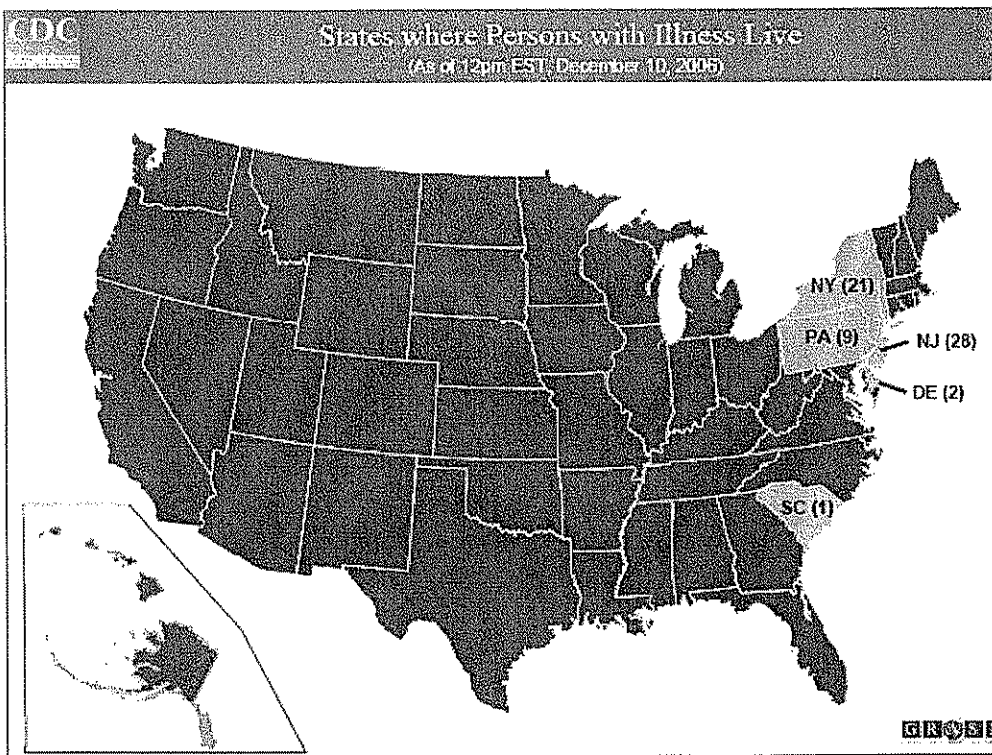 CDC
States where Persons with Illness Live
(As of 12pm EST, December 10, 2006)
NY (21)
PA (9)
NJ (28)
DE (2)
SC (1)